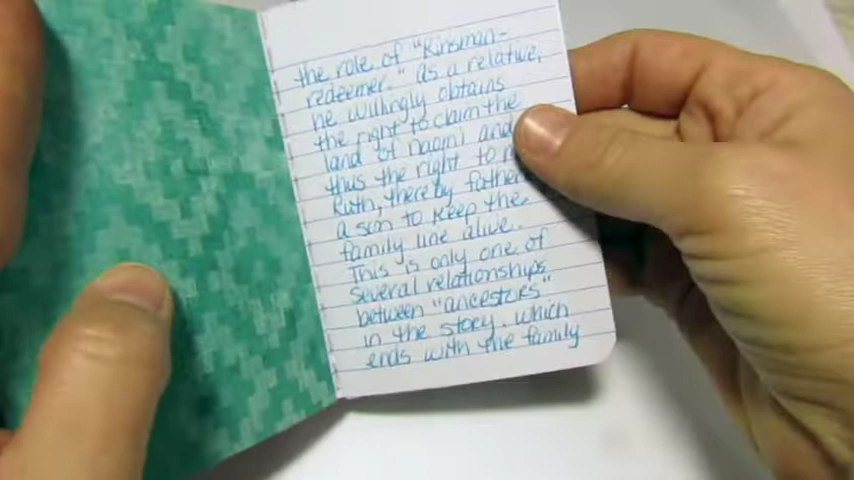 the role of "Kinsman-
redeemer." as a relative,
he willingly obtains
the right to claim the
land of naomi and
thus the right to
Ruth, thereby father
a son to keep the
family line alive.
This is only one of
several relationships
between "ancestors"
in the story. which
ends with the family